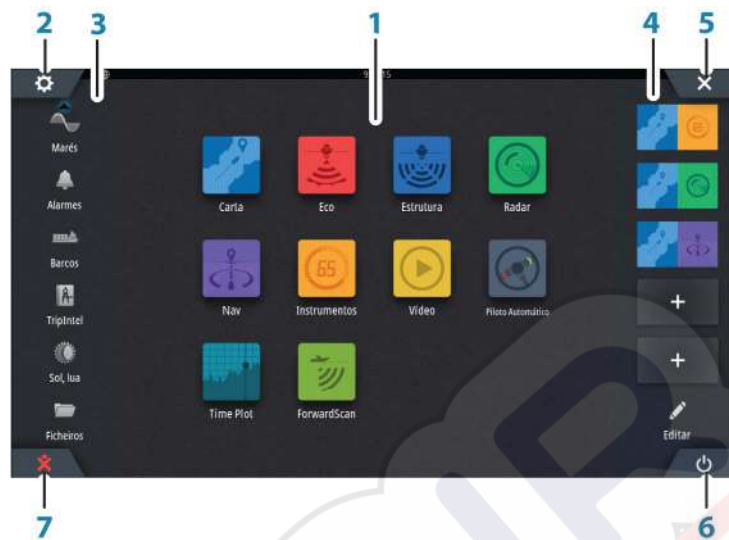 2 3 1 4 5
Marés
Alarmes
Barcos
TripIntel
Sol, lua
Ficheiros
Carta Eco Estrutura Radar
Nav Instrumentos Vídeo Piloto Automático
65
Time Plot ForwardScan
+
+
Editar
7 6